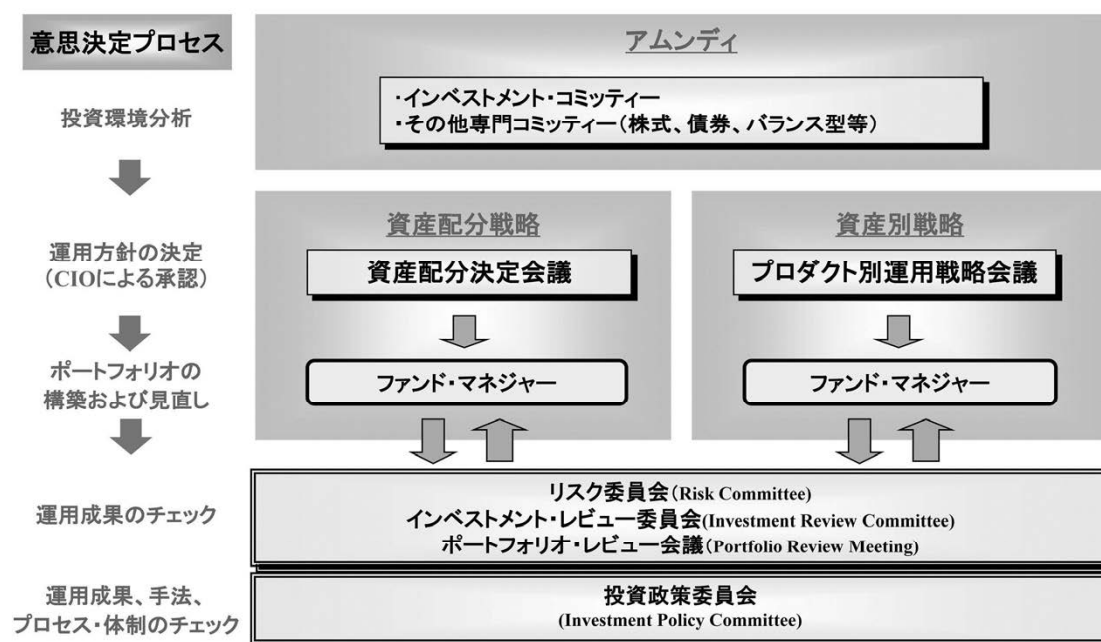 意思決定プロセス
アムンディ
投資環境分析
・インベストメント・コミッティー
・その他専門コミッティー（株式、債券、バランス型等）
運用方針の決定
（CIOによる承認）
資産配分戦略
資産配分決定会議
資産別戦略
プロダクト別運用戦略会議
ポートフォリオの
構築および見直し
ファンド・マネジャー
ファンド・マネジャー
運用成果のチェック
リスク委員会（Risk Committee）
インベストメント・レビュー委員会(Investment Review Committee)
ポートフォリオ・レビュー会議（Portfolio Review Meeting）
運用成果、手法、
プロセス・体制のチェック
投資政策委員会
(Investment Policy Committee)